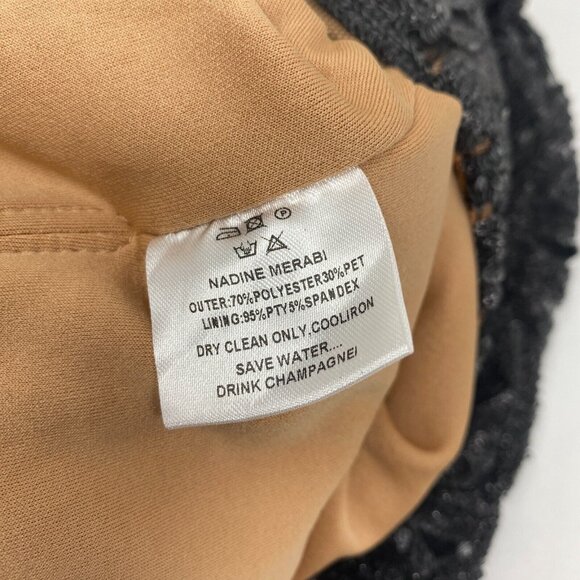 P
NADINE MERABI
OUTER:70%POLYESTER30%PET
LINING:95%PTY5%SPANDEX
DRY CLEAN ONLY.COOLIRON
SAVE WATER....
DRINK CHAMPAGNE!